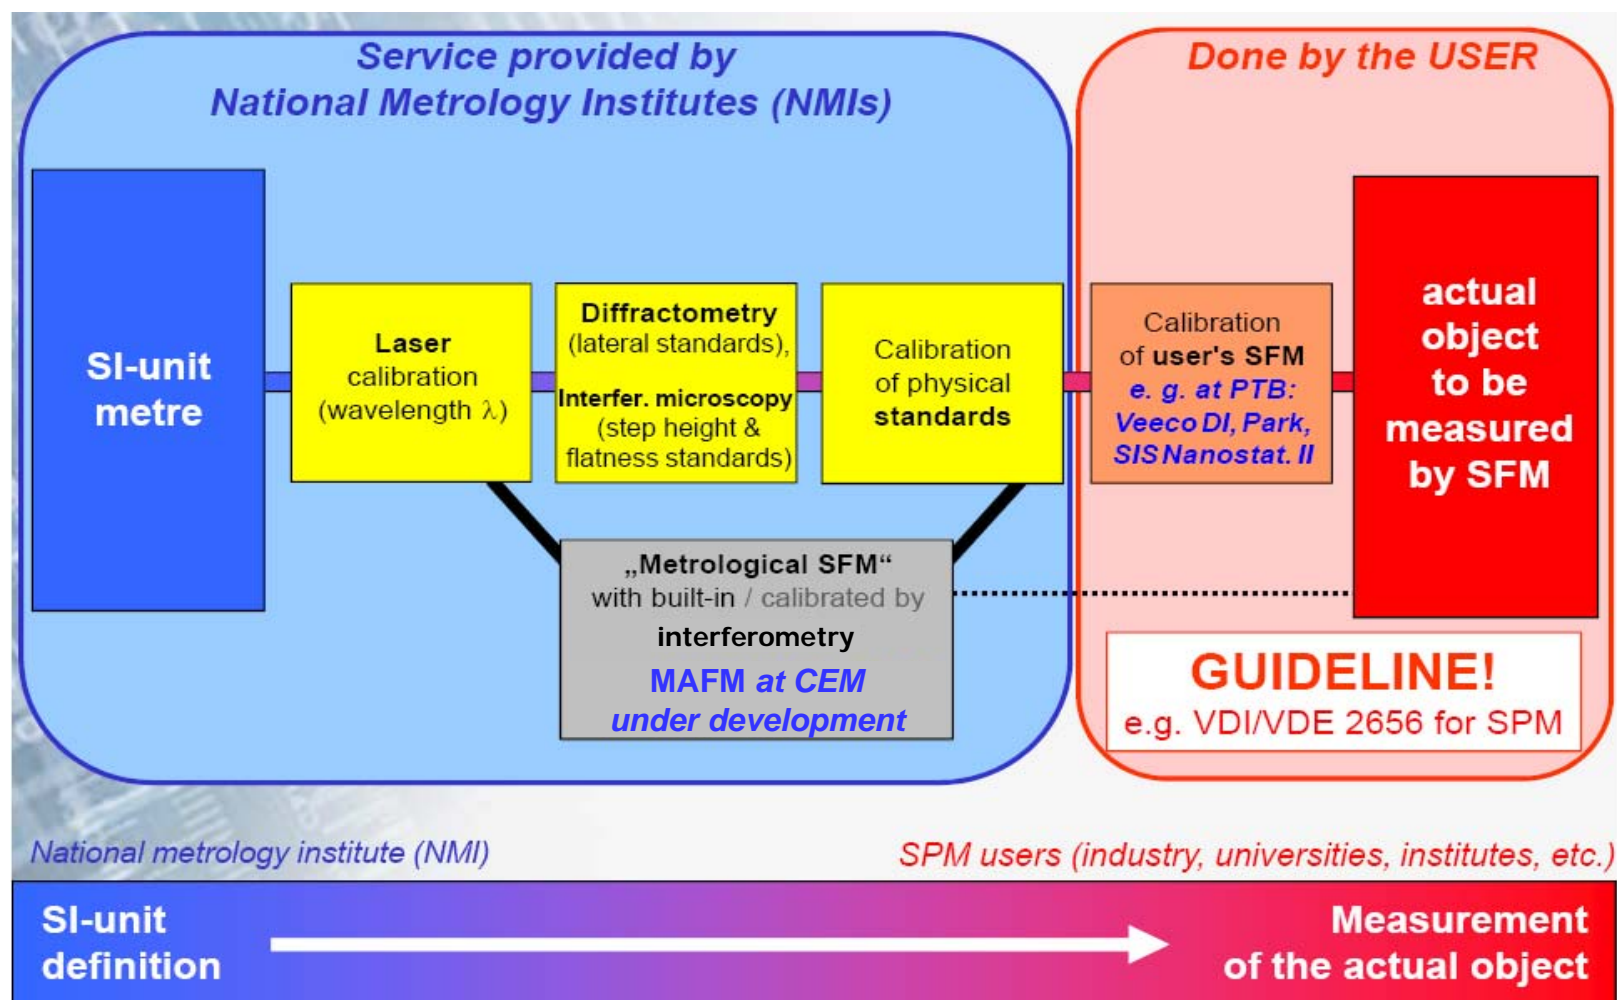 Service provided by
National Metrology Institutes (NMIs)
Done by the USER
SI-unit
metre
Laser
calibration
(wavelength λ)
Diffractometry
(lateral standards),
Interfer. microscopy
(step height &
flatness standards)
Calibration
of physical
standards
Calibration
of user's SFM
e. g. at PTB:
Veeco DI, Park,
SIS Nanostat. II
actual
object
to be
measured
by SFM
„Metrological SFM“
with built-in / calibrated by
interferometry
MAFM at CEM
under development
GUIDELINE!
e.g. VDI/VDE 2656 for SPM
National metrology institute (NMI)
SPM users (industry, universities, institutes, etc.)
SI-unit
definition
Measurement
of the actual object